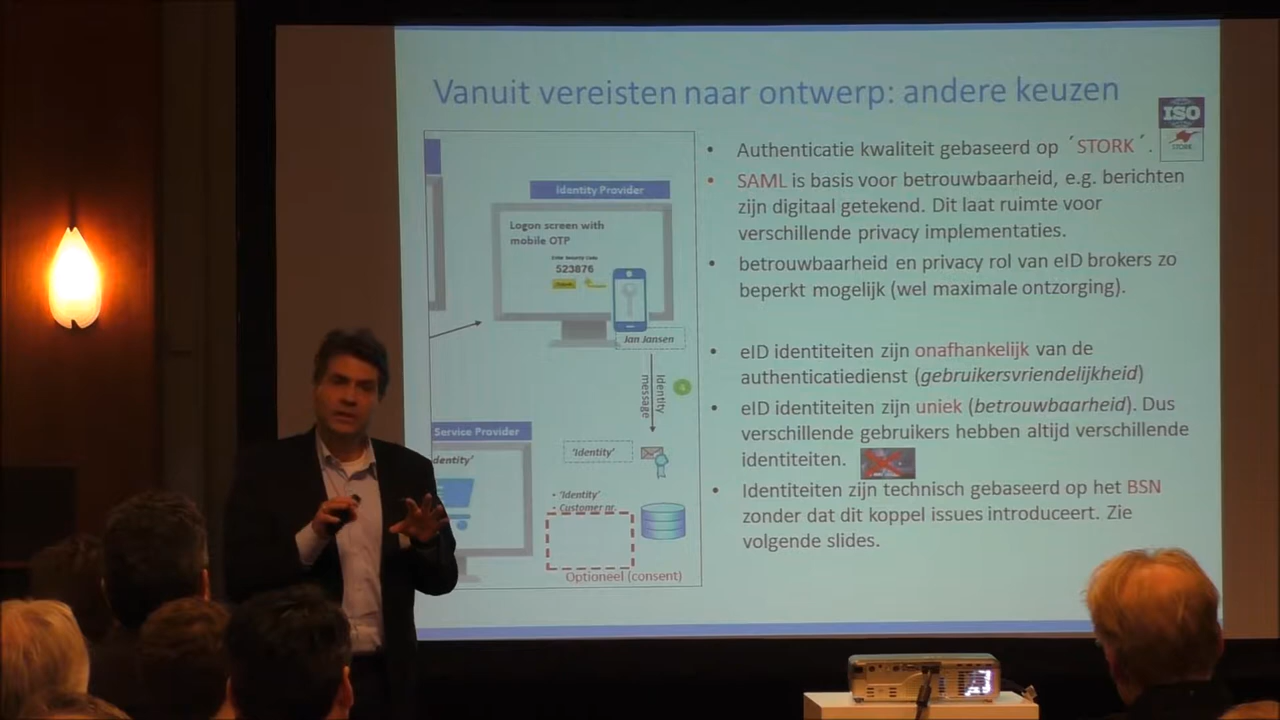 Vanuit vereisten naar ontwerp: andere keuzen
ISO
STORK
Identity Provider
Logon screen with
mobile OTP
Enter Security Code
523876
Jan Jansen
Identity
message
4
Service Provider
dentity’
‘Identity’
• ‘Identity’
• Customer nr.
Optioneel (consent)
• Authenticatie kwaliteit gebaseerd op ´STORK´.
• SAML is basis voor betrouwbaarheid, e.g. berichten
zijn digitaal getekend. Dit laat ruimte voor
verschillende privacy implementaties.
• betrouwbaarheid en privacy rol van eID brokers zo
beperkt mogelijk (wel maximale ontzorging).
• eID identiteiten zijn onafhankelijk van de
authenticatiedienst (gebruikersvriendelijkheid)
• eID identiteiten zijn uniek (betrouwbaarheid). Dus
verschillende gebruikers hebben altijd verschillende
identiteiten.
• Identiteiten zijn technisch gebaseerd op het BSN
zonder dat dit koppel issues introduceert. Zie
volgende slides.